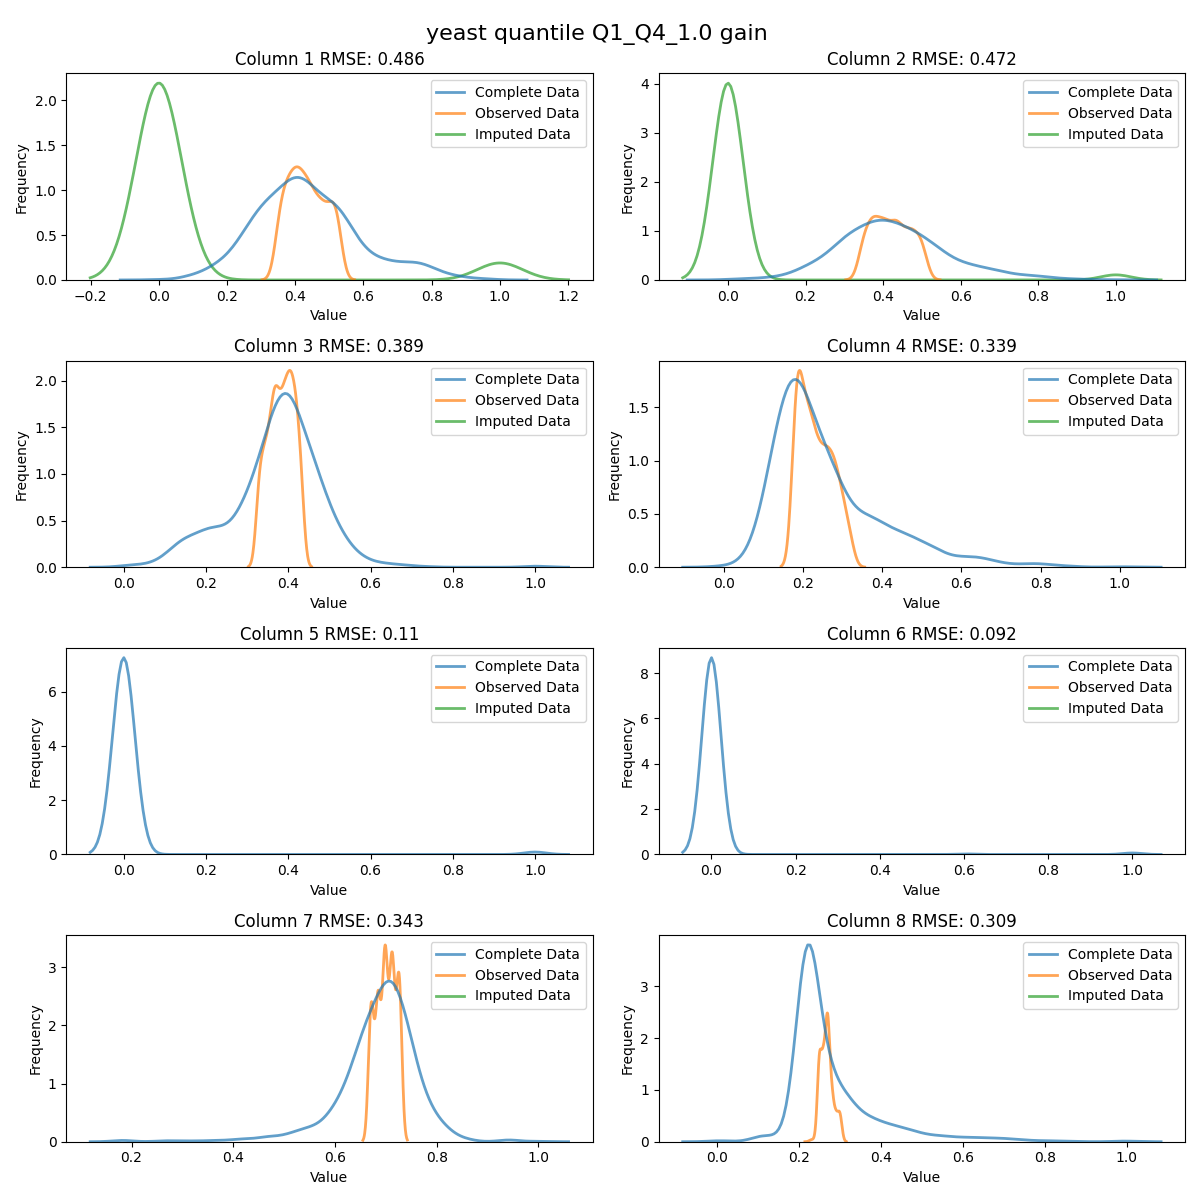 yeast quantile Q1_Q4_1.0 gain
Column 1 RMSE: 0.486
Frequency
2.0
1.5
1.0
0.5
0.0
−0.2 0.0 0.2 0.4 0.6 0.8 1.0 1.2
Value
Complete Data
Observed Data
Imputed Data
Column 2 RMSE: 0.472
Frequency
4
3
2
1
0
0.0 0.2 0.4 0.6 0.8 1.0
Value
Complete Data
Observed Data
Imputed Data
Column 3 RMSE: 0.389
Frequency
2.0
1.5
1.0
0.5
0.0
0.0 0.2 0.4 0.6 0.8 1.0
Value
Complete Data
Observed Data
Imputed Data
Column 4 RMSE: 0.339
Frequency
1.5
1.0
0.5
0.0
0.0 0.2 0.4 0.6 0.8 1.0
Value
Complete Data
Observed Data
Imputed Data
Column 5 RMSE: 0.11
Frequency
6
4
2
0
0.0 0.2 0.4 0.6 0.8 1.0
Value
Complete Data
Observed Data
Imputed Data
Column 6 RMSE: 0.092
Frequency
8
6
4
2
0
0.0 0.2 0.4 0.6 0.8 1.0
Value
Complete Data
Observed Data
Imputed Data
Column 7 RMSE: 0.343
Frequency
3
2
1
0
0.2 0.4 0.6 0.8 1.0
Value
Complete Data
Observed Data
Imputed Data
Column 8 RMSE: 0.309
Frequency
3
2
1
0
0.0 0.2 0.4 0.6 0.8 1.0
Value
Complete Data
Observed Data
Imputed Data